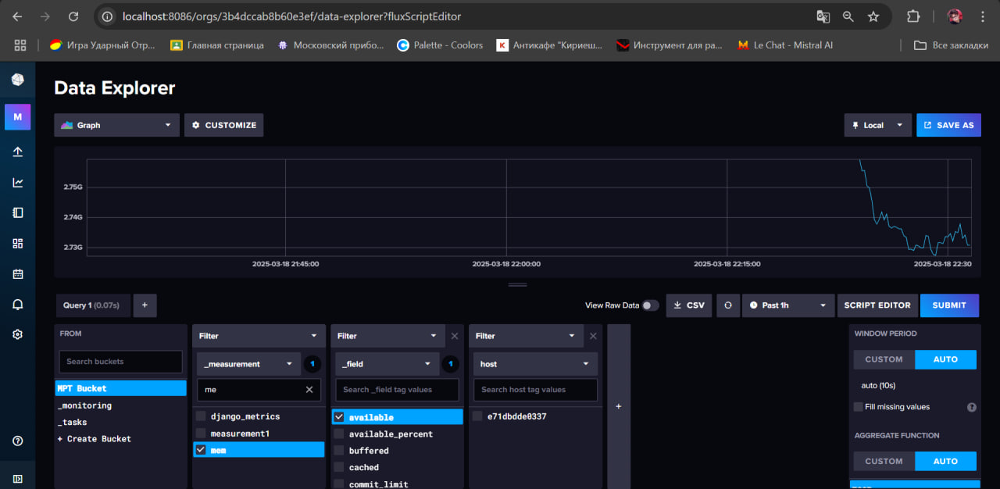 localhost:8086/orgs/3b4dccab8b60e3ef/data-explorer?fluxScriptEditor
Игра Ударный Отр...
Главная страница
Московский прибо...
Palette - Coolors
Антикафе "Кириеш...
Инструмент для ра...
Le Chat - Mistral AI
Все закладки
Data Explorer
M
Graph
CUSTOMIZE
Local
SAVE AS
2.75G
2.74G
2.73G
2025-03-18 21:45:00
2025-03-18 22:00:00
2025-03-18 22:15:00
2025-03-18 22:30
Query 1 (0.07s)
+
View Raw Data
CSV
Past 1h
SCRIPT EDITOR
SUBMIT
FROM
Search buckets
MPT Bucket
_monitoring
_tasks
+ Create Bucket
Filter
_measurement
1
me
django_metrics
measurement1
mem
Filter
_field
1
Search _field tag values
available
available_percent
buffered
cached
commit_limit
Filter
host
Search host tag values
e71dbdde0337
+
WINDOW PERIOD
CUSTOM
AUTO
auto (10s)
Fill missing values
?
AGGREGATE FUNCTION
CUSTOM
AUTO